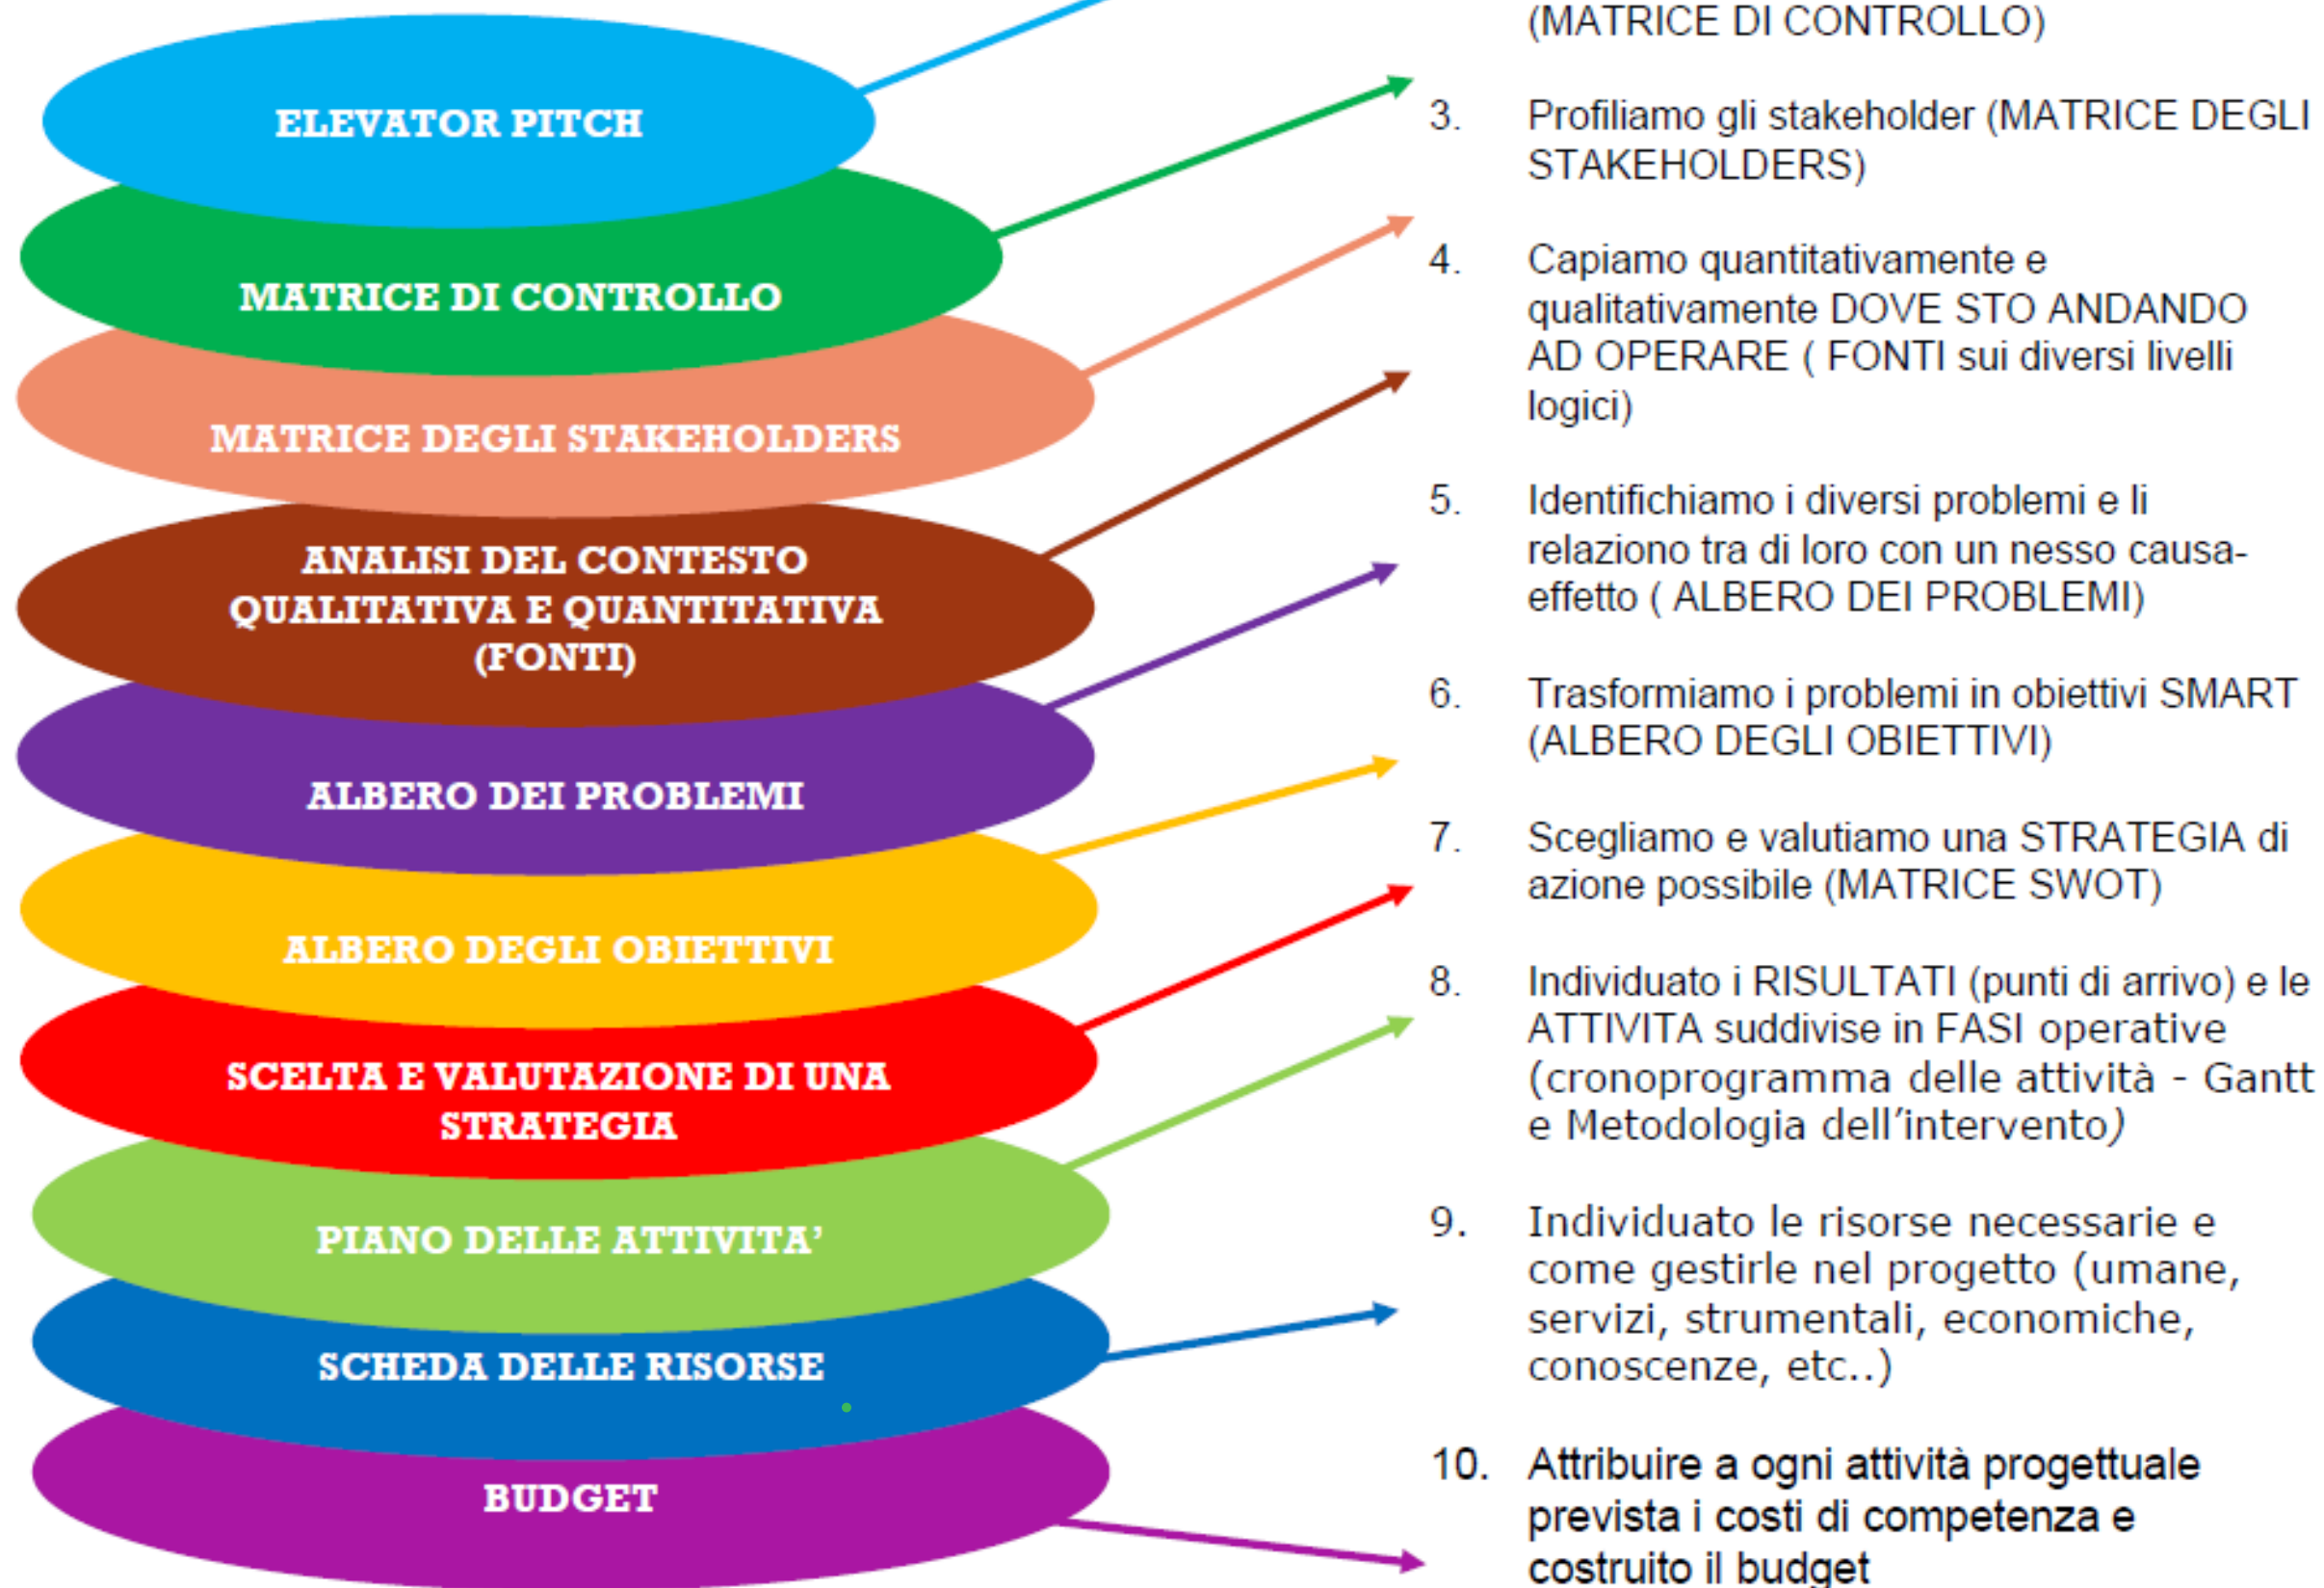 ELEVATOR PITCH
MATRICE DI CONTROLLO
MATRICE DEGLI STAKEHOLDERS
ANALISI DEL CONTESTO
QUALITATIVA E QUANTITATIVA
(FONTI)
ALBERO DEI PROBLEMI
ALBERO DEGLI OBIETTIVI
SCELTA E VALUTAZIONE DI UNA
STRATEGIA
PIANO DELLE ATTIVITA'
SCHEDA DELLE RISORSE
BUDGET
(MATRICE DI CONTROLLO)
3. Profiliamo gli stakeholder (MATRICE DEGLI
STAKEHOLDERS)
4. Capiamo quantitativamente e
qualitativamente DOVE STO ANDANDO
AD OPERARE ( FONTI sui diversi livelli
logici)
5. Identifichiamo i diversi problemi e li
relaziono tra di loro con un nesso causa-
effetto ( ALBERO DEI PROBLEMI)
6. Trasformiamo i problemi in obiettivi SMART
(ALBERO DEGLI OBIETTIVI)
7. Scegliamo e valutiamo una STRATEGIA di
azione possibile (MATRICE SWOT)
8. Individuato i RISULTATI (punti di arrivo) e le
ATTIVITA suddivise in FASI operative
(cronoprogramma delle attività - Gantt
e Metodologia dell'intervento)
9. Individuato le risorse necessarie e
come gestirle nel progetto (umane,
servizi, strumentali, economiche,
conoscenze, etc..)
10. Attribuire a ogni attività progettuale
prevista i costi di competenza e
costruito il budget